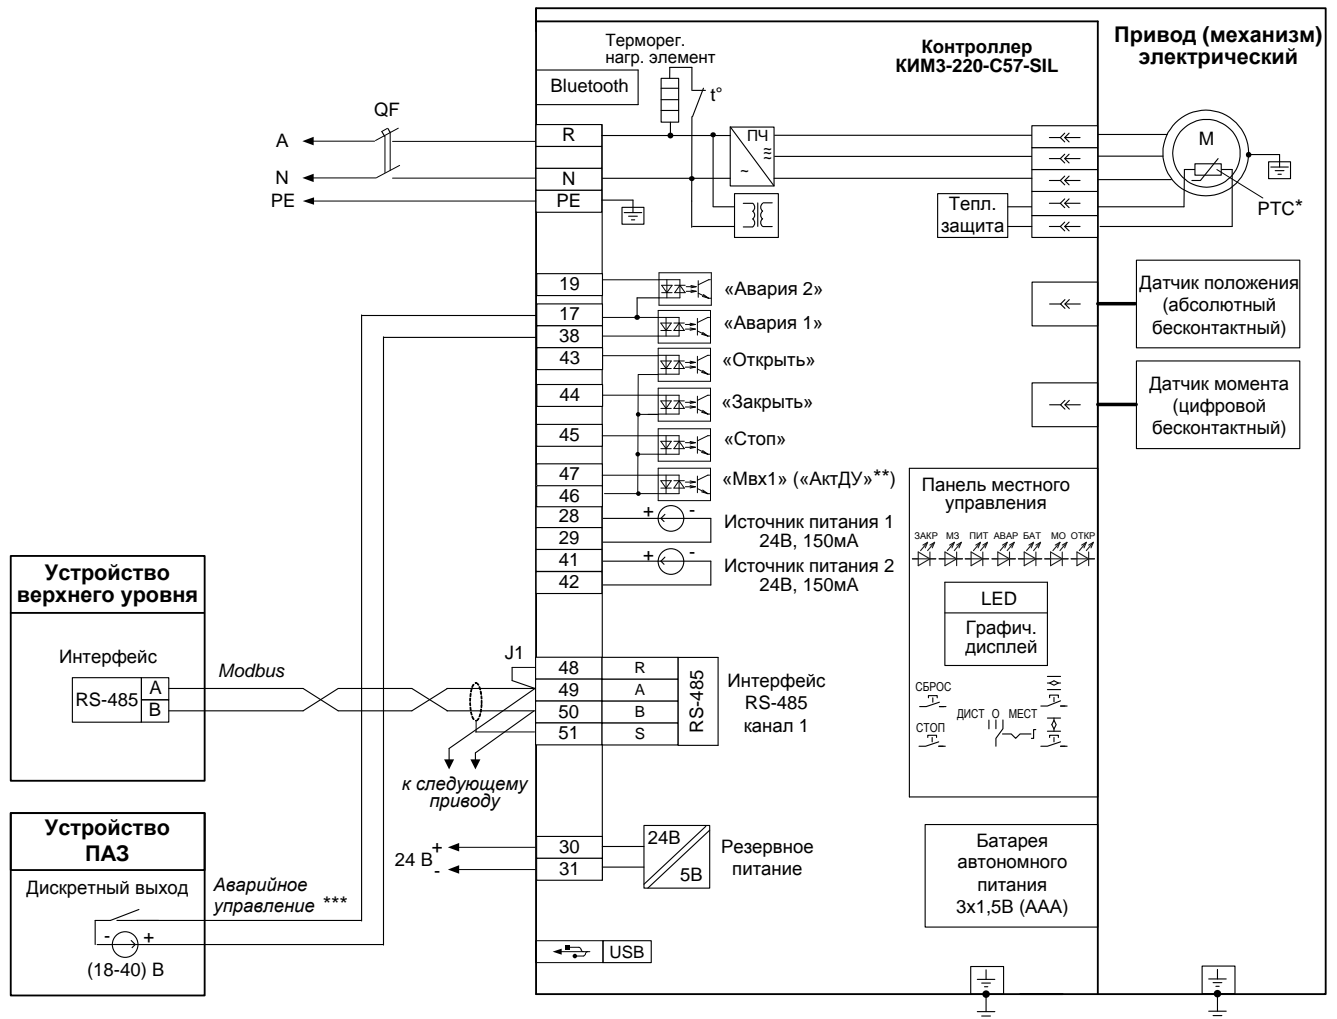 Привод (механизм)
электрический
Контроллер
КИМ3-220-С57-SIL
Терморег.
нагр. элемент
Bluetooth
t°
QF
A
R
ПЧ
≈
~
M
N
N
PE
PE
Тепл.
защита
PTC*
19
«Авария 2»
17
«Авария 1»
38
43
«Открыть»
44
«Закрыть»
45
«Стоп»
47
«Мвх1» («АктДУ»**)
46
28
+
-
Источник питания 1
24В, 150мА
29
41
+
-
Источник питания 2
24В, 150мА
42
Датчик положения
(абсолютный
бесконтактный)
Датчик момента
(цифровой
бесконтактный)
Панель местного
управления
ЗАКР МЗ ПИТ АВАР БАТ МО ОТКР
LED
Графич.
дисплей
СБРОС
СТОП
ДИСТ О МЕСТ
Устройство
верхнего уровня
Интерфейс
RS-485
A
B
Modbus
J1
48 R
49 A
50 B
51 S
RS-485
Интерфейс
RS-485
канал 1
к следующему
приводу
Устройство
ПАЗ
Дискретный выход
- +
(18-40) В
Аварийное
управление ***
24 В
+
-
30
31
24В
5В
Резервное
питание
Батарея
автономного
питания
3x1,5В (ААА)
USB